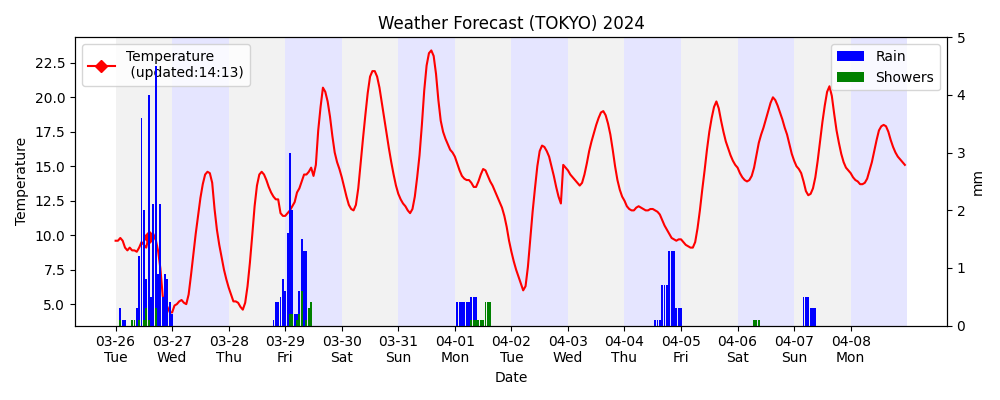 Weather Forecast (TOKYO) 2024
Temperature
(updated:14:13)
Rain
Showers
22.5
20.0
17.5
15.0
12.5
10.0
7.5
5.0
Temperature
5
4
3
2
1
0
mm
03-26 03-27 03-28 03-29 03-30 03-31 04-01 04-02 04-03 04-04 04-05 04-06 04-07 04-08
Tue Wed Thu Fri Sat Sun Mon Tue Wed Thu Fri Sat Sun Mon
Date